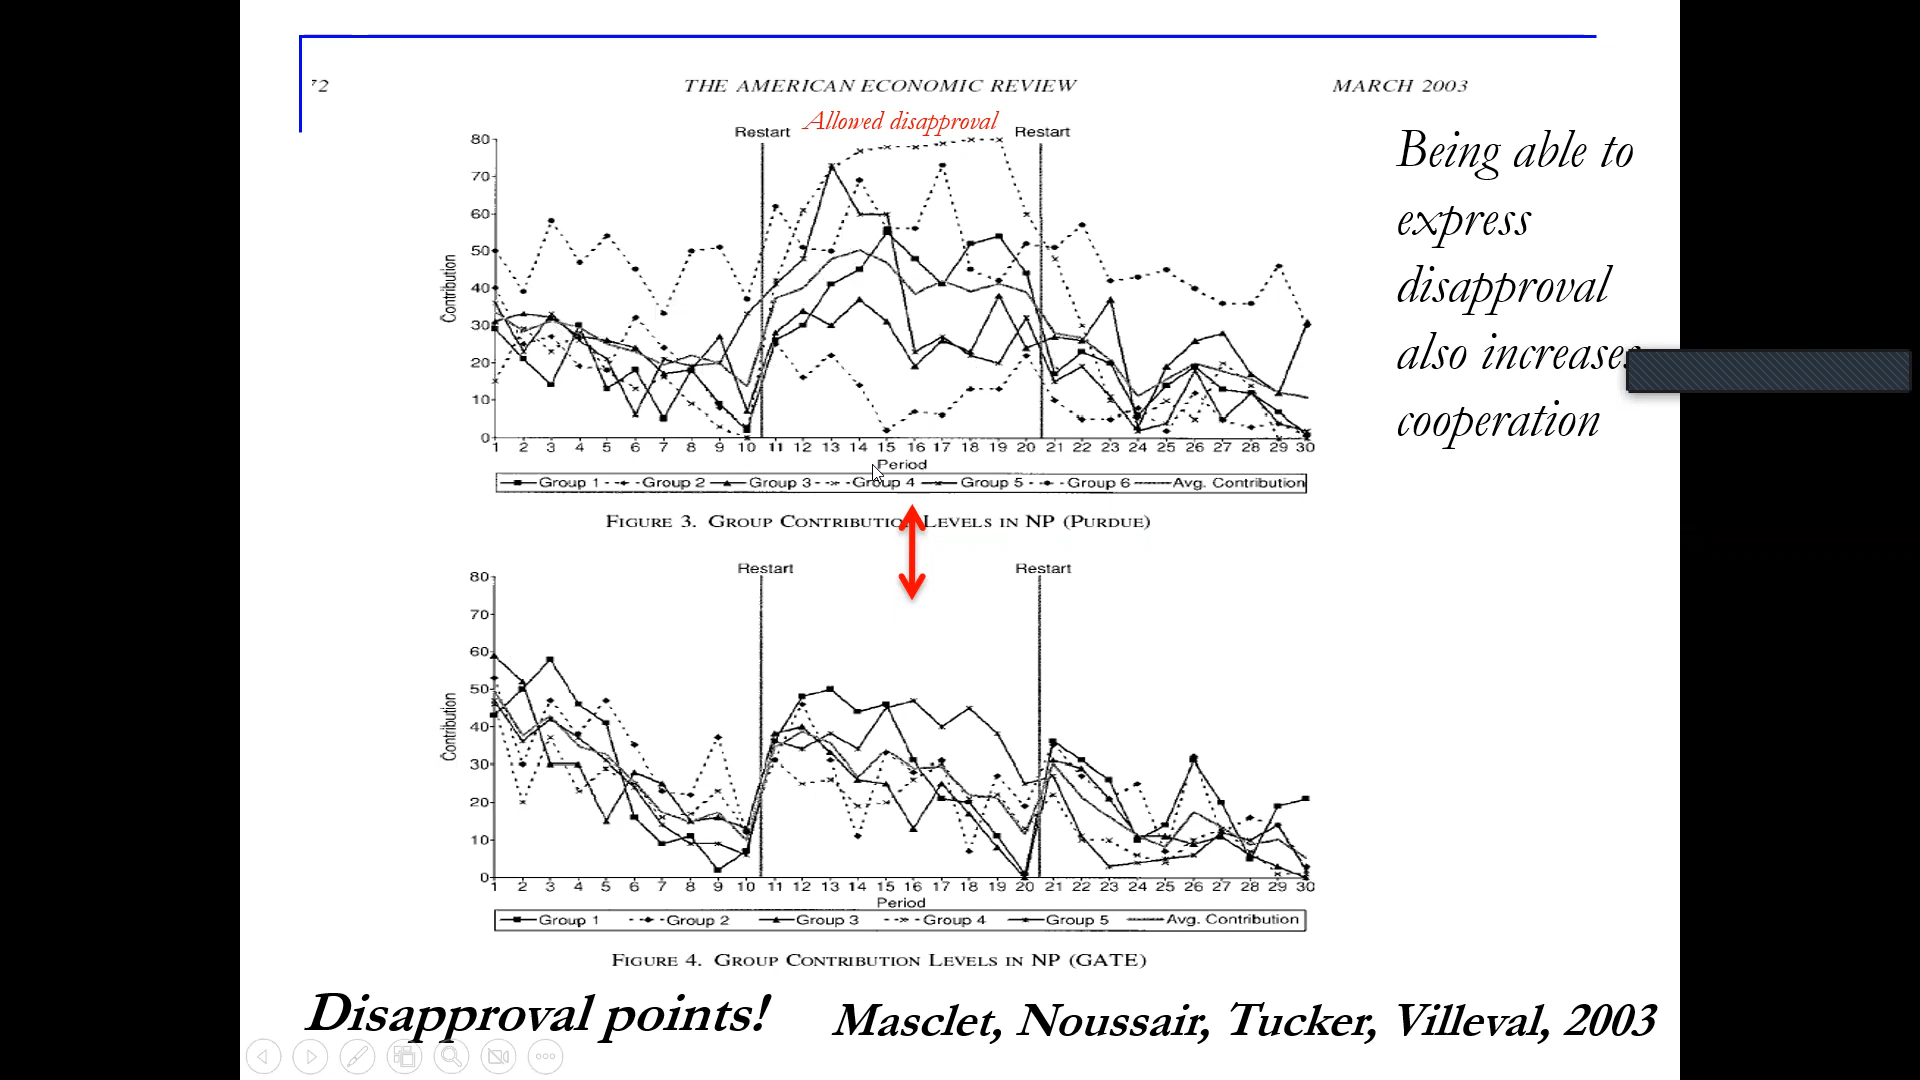 72
THE AMERICAN ECONOMIC REVIEW
MARCH 2003
Allowed disapproval
Restart
Restart
80
70
60
50
40
30
20
10
0
Contribution
1 2 3 4 5 6 7 8 9 10 11 12 13 14 15 16 17 18 19 20 21 22 23 24 25 26 27 28 29 30
Period
Group 1 Group 2 Group 3 Group 4 Group 5 Group 6 Avg. Contribution
FIGURE 3. GROUP CONTRIBUTION LEVELS IN NP (PURDUE)
Being able to
express
disapproval
also increases
cooperation
Restart
Restart
80
70
60
50
40
30
20
10
0
Contribution
1 2 3 4 5 6 7 8 9 10 11 12 13 14 15 16 17 18 19 20 21 22 23 24 25 26 27 28 29 30
Period
Group 1 Group 2 Group 3 Group 4 Group 5 Avg. Contribution
FIGURE 4. GROUP CONTRIBUTION LEVELS IN NP (GATE)
Disapproval points!
Masclet, Noussair, Tucker, Villeval, 2003